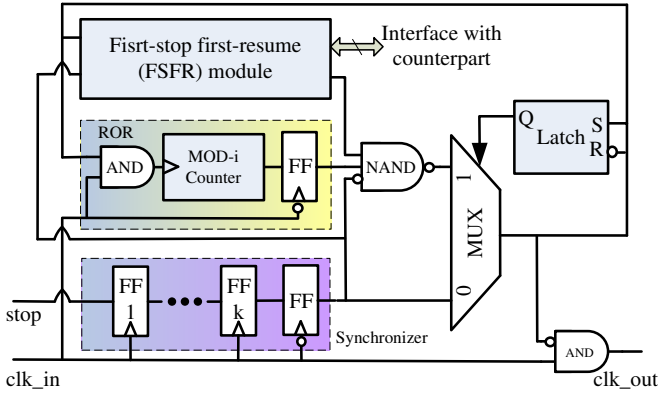 Fisrt-stop first-resume
(FSFR) module
Interface with
counterpart
ROR
AND
MOD-i
Counter
FF
NAND
1
MUX
0
Q
Latch
S
R
stop
FF
1
FF
k
FF
Synchronizer
AND
clk_in
clk_out